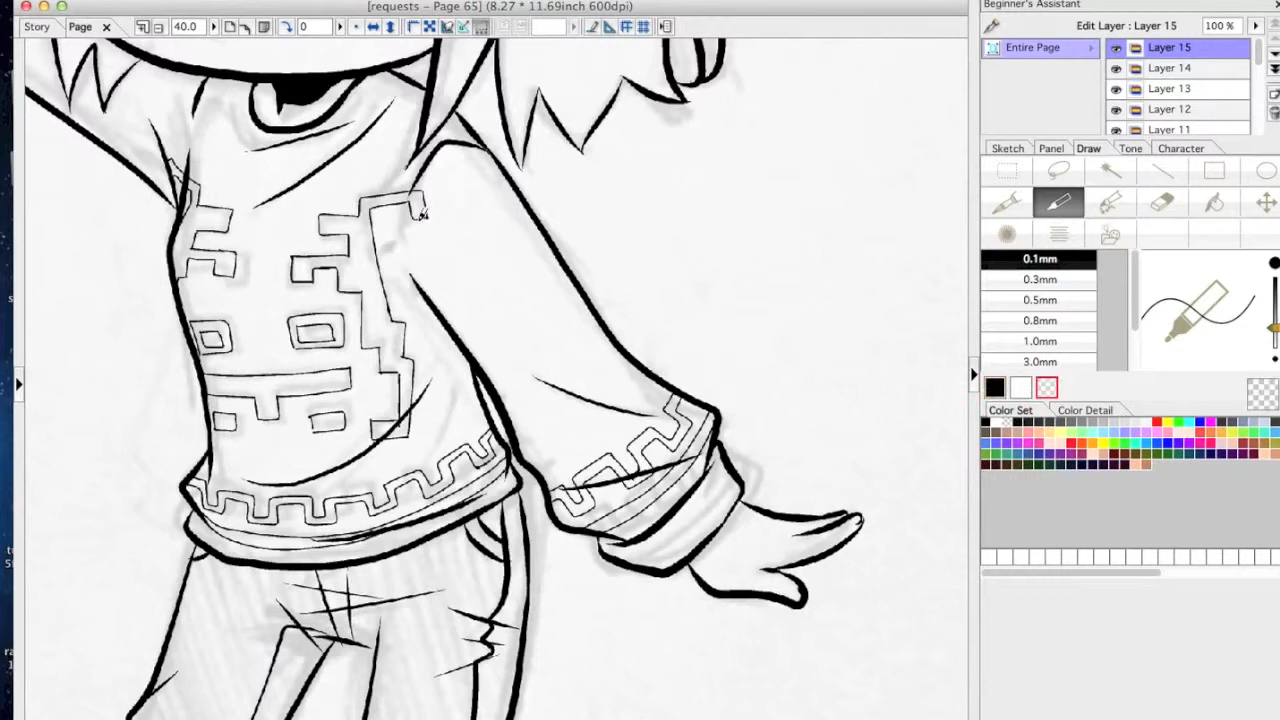 [requests - Page 65] (8.27 * 11.69inch 600dpi)
Beginner's Assistant
Story Page 40.0 0 100 %
Edit Layer : Layer 15 100 %
Entire Page
Layer 15
Layer 14
Layer 13
Layer 12
Layer 11
Sketch Panel Draw Tone Character
0.1mm
0.3mm
0.5mm
0.8mm
1.0mm
3.0mm
Color Set Color Detail